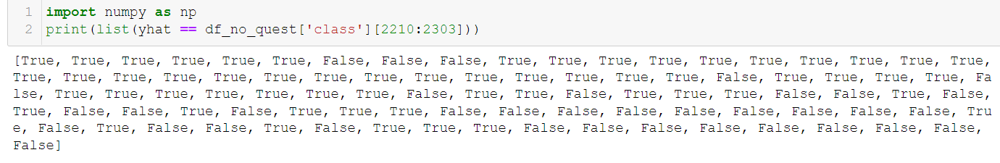 1 import numpy as np
2 print(list(yhat == df_no_quest['class'][2210:2303]))
[True, True, True, True, True, True, False, False, False, True, True, True, True, True, True, True, True, True, True,
True, True, True, True, True, True, True, True, True, True, True, True, True, True, False, True, True, True, True, Fa
lse, True, True, True, True, True, True, True, False, True, True, False, True, True, True, False, False, True, False,
True, False, False, True, False, True, True, True, False, False, False, False, False, False, False, False, False, Tru
e, False, True, False, False, True, False, True, True, True, False, False, False, False, False, False, False, False,
False]